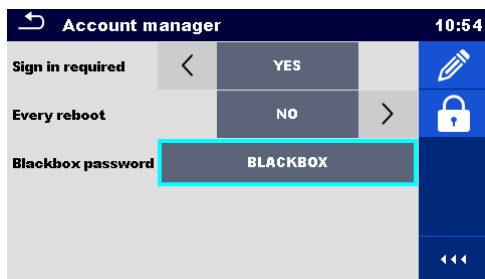 Account manager 10:54
Sign in required YES
Every reboot NO
Blackbox password BLACKBOX